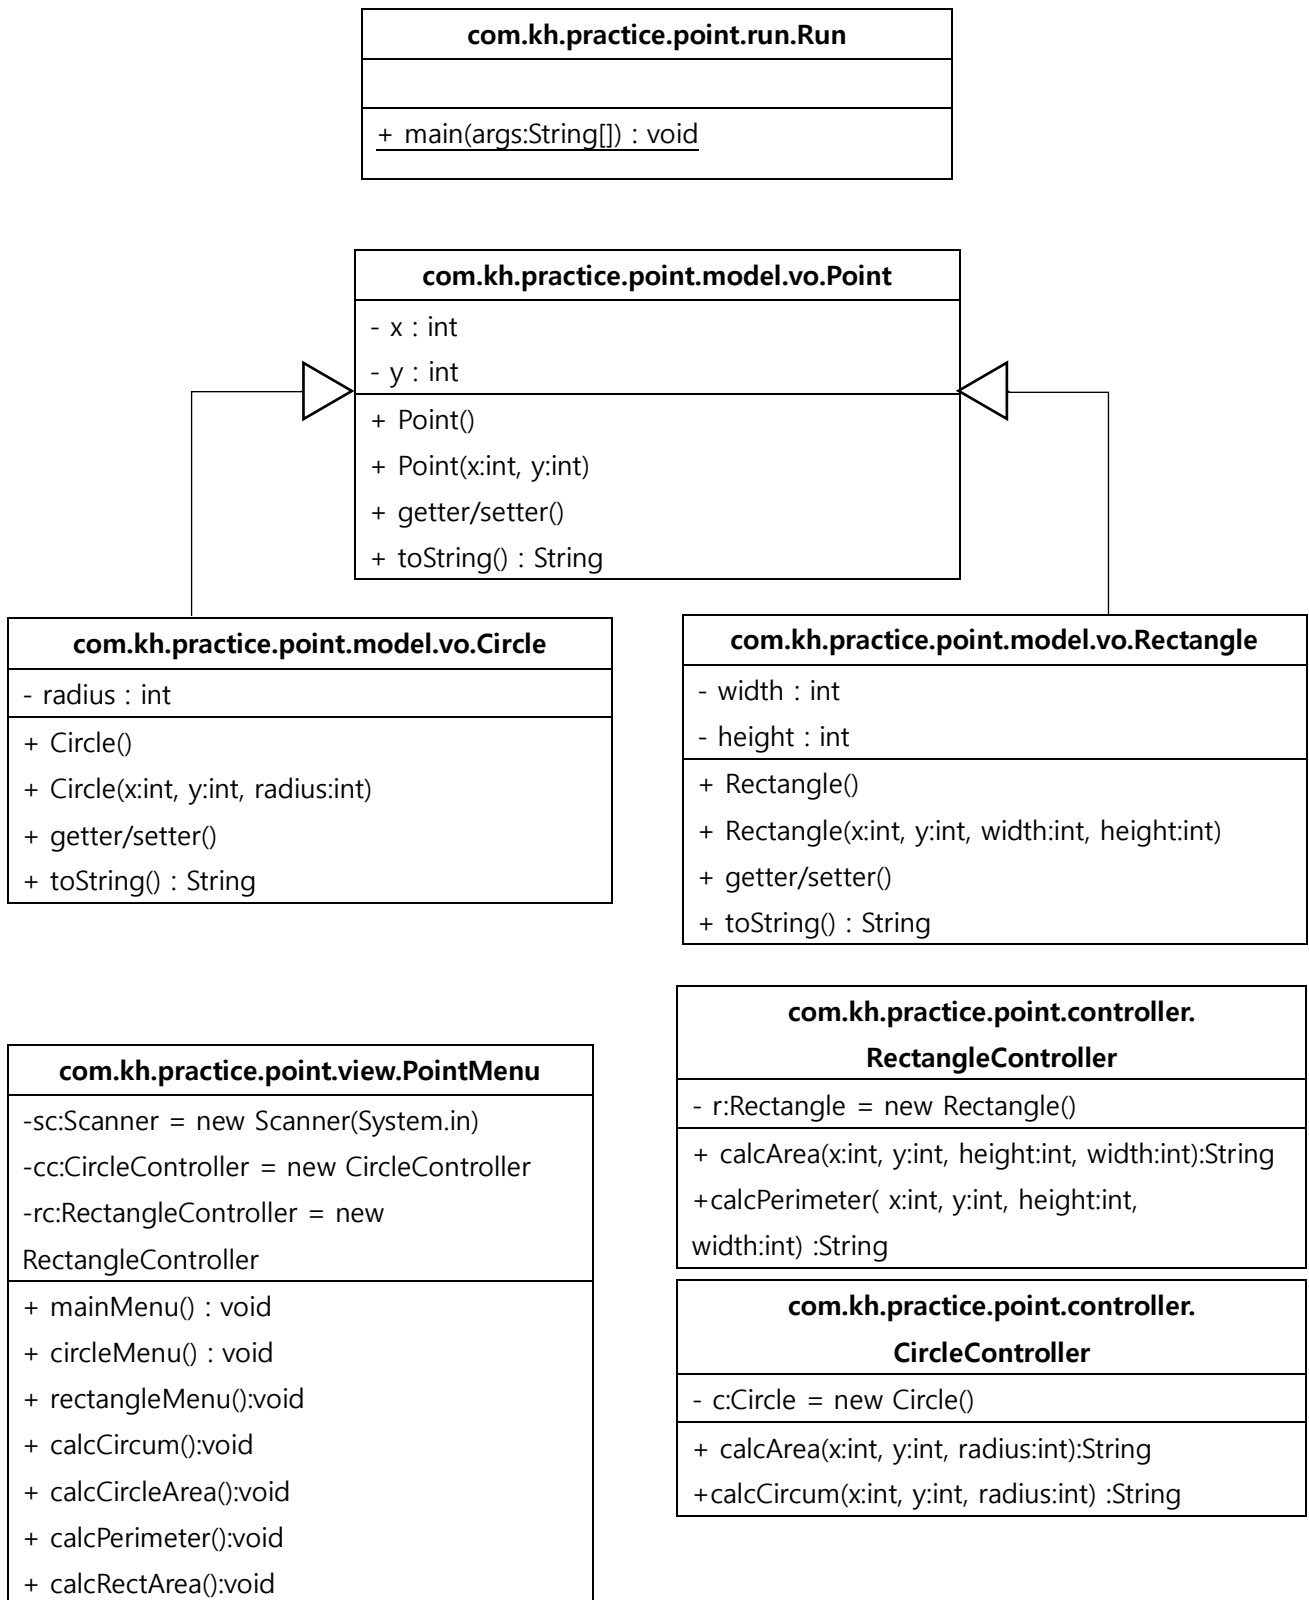 com.kh.practice.point.run.Run
+ main(args:String[]) : void
com.kh.practice.point.model.vo.Point
- x : int
- y : int
+ Point()
+ Point(x:int, y:int)
+ getter/setter()
+ toString() : String
com.kh.practice.point.model.vo.Circle
- radius : int
+ Circle()
+ Circle(x:int, y:int, radius:int)
+ getter/setter()
+ toString() : String
com.kh.practice.point.model.vo.Rectangle
- width : int
- height : int
+ Rectangle()
+ Rectangle(x:int, y:int, width:int, height:int)
+ getter/setter()
+ toString() : String
com.kh.practice.point.view.PointMenu
-sc:Scanner = new Scanner(System.in)
-cc:CircleController = new CircleController
-rc:RectangleController = new
RectangleController
+ mainMenu() : void
+ circleMenu() : void
+ rectangleMenu():void
+ calcCircum():void
+ calcCircleArea():void
+ calcPerimeter():void
+ calcRectArea():void
com.kh.practice.point.controller.
RectangleController
- r:Rectangle = new Rectangle()
+ calcArea(x:int, y:int, height:int, width:int):String
+calcPerimeter( x:int, y:int, height:int,
width:int) :String
com.kh.practice.point.controller.
CircleController
- c:Circle = new Circle()
+ calcArea(x:int, y:int, radius:int):String
+calcCircum(x:int, y:int, radius:int) :String